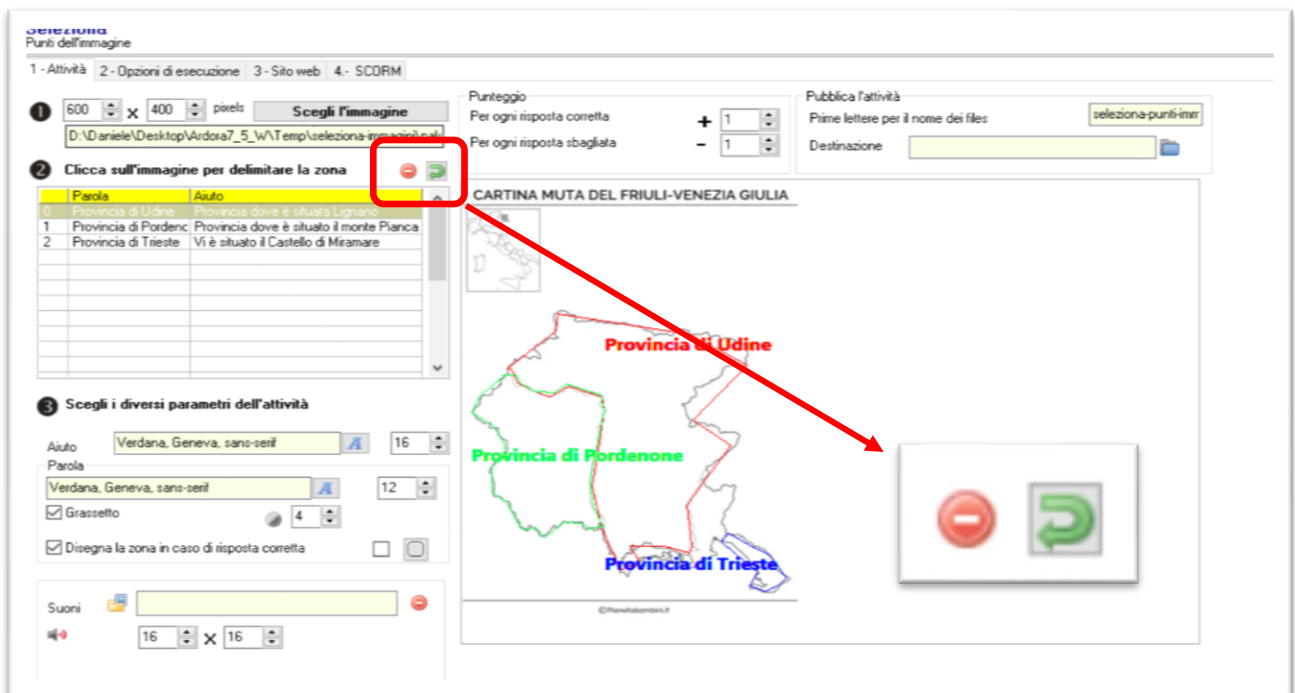 Seleziona
Punti dell'immagine
1 - Attività 2 - Opzioni di esecuzione 3 - Sito web 4.- SCORM
1 600 x 400 pixels Scegli l'immagine
D:\Daniele\Desktop\Ardora7_5_W\Temp\seleziona-immagini\pale
2 Clicca sull'immagine per delimitare la zona
Parola Aiuto
0 Provincia di Udine Provincia dove è situata Lignano
1 Provincia di Pordenc Provincia dove è situato il monte Pianca
2 Provincia di Trieste Vi è situato il Castello di Miramare
3 Scegli i diversi parametri dell'attività
Aiuto Verdana, Geneva, sans-serif A 16
Parola
Verdana, Geneva, sans-serif A 12
Grassetto 4
Disegna la zona in caso di risposta corretta
Suoni
16 x 16
Punteggio
Per ogni risposta corretta + 1
Per ogni risposta sbagliata - 1
Pubblica l'attività
Prime lettere per il nome dei files seleziona-punti-imm
Destinazione
CARTINA MUTA DEL FRIULI-VENEZIA GIULIA
Provincia di Udine
Provincia di Pordenone
Provincia di Trieste
©Pianetabambini.it